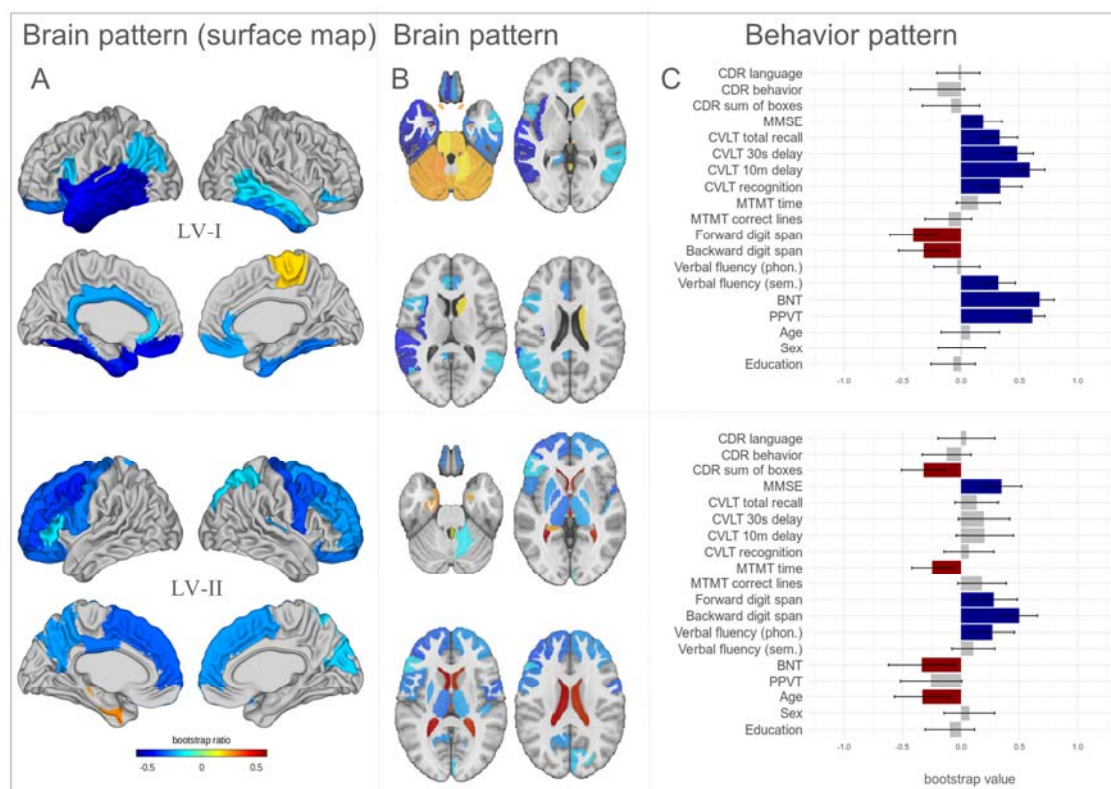 Brain pattern (surface map)
Brain pattern
Behavior pattern
A
B
C
LV-I
LV-II
bootstrap ratio
-0.6
0
0.6
CDR language
CDR behavior
CDR sum of boxes
MMSE
CVLT total recall
CVLT 30s delay
CVLT 10m delay
CVLT recognition
MTMT time
MTMT correct lines
Forward digit span
Backward digit span
Verbal fluency (phon.)
Verbal fluency (sem.)
BNT
PPVT
Age
Sex
Education
-1.0
-0.5
0.0
0.5
1.0
CDR language
CDR behavior
CDR sum of boxes
MMSE
CVLT total recall
CVLT 30s delay
CVLT 10m delay
CVLT recognition
MTMT time
MTMT correct lines
Forward digit span
Backward digit span
Verbal fluency (phon.)
Verbal fluency (sem.)
BNT
PPVT
Age
Sex
Education
-1.0
-0.5
0.0
0.5
1.0
bootstrap value